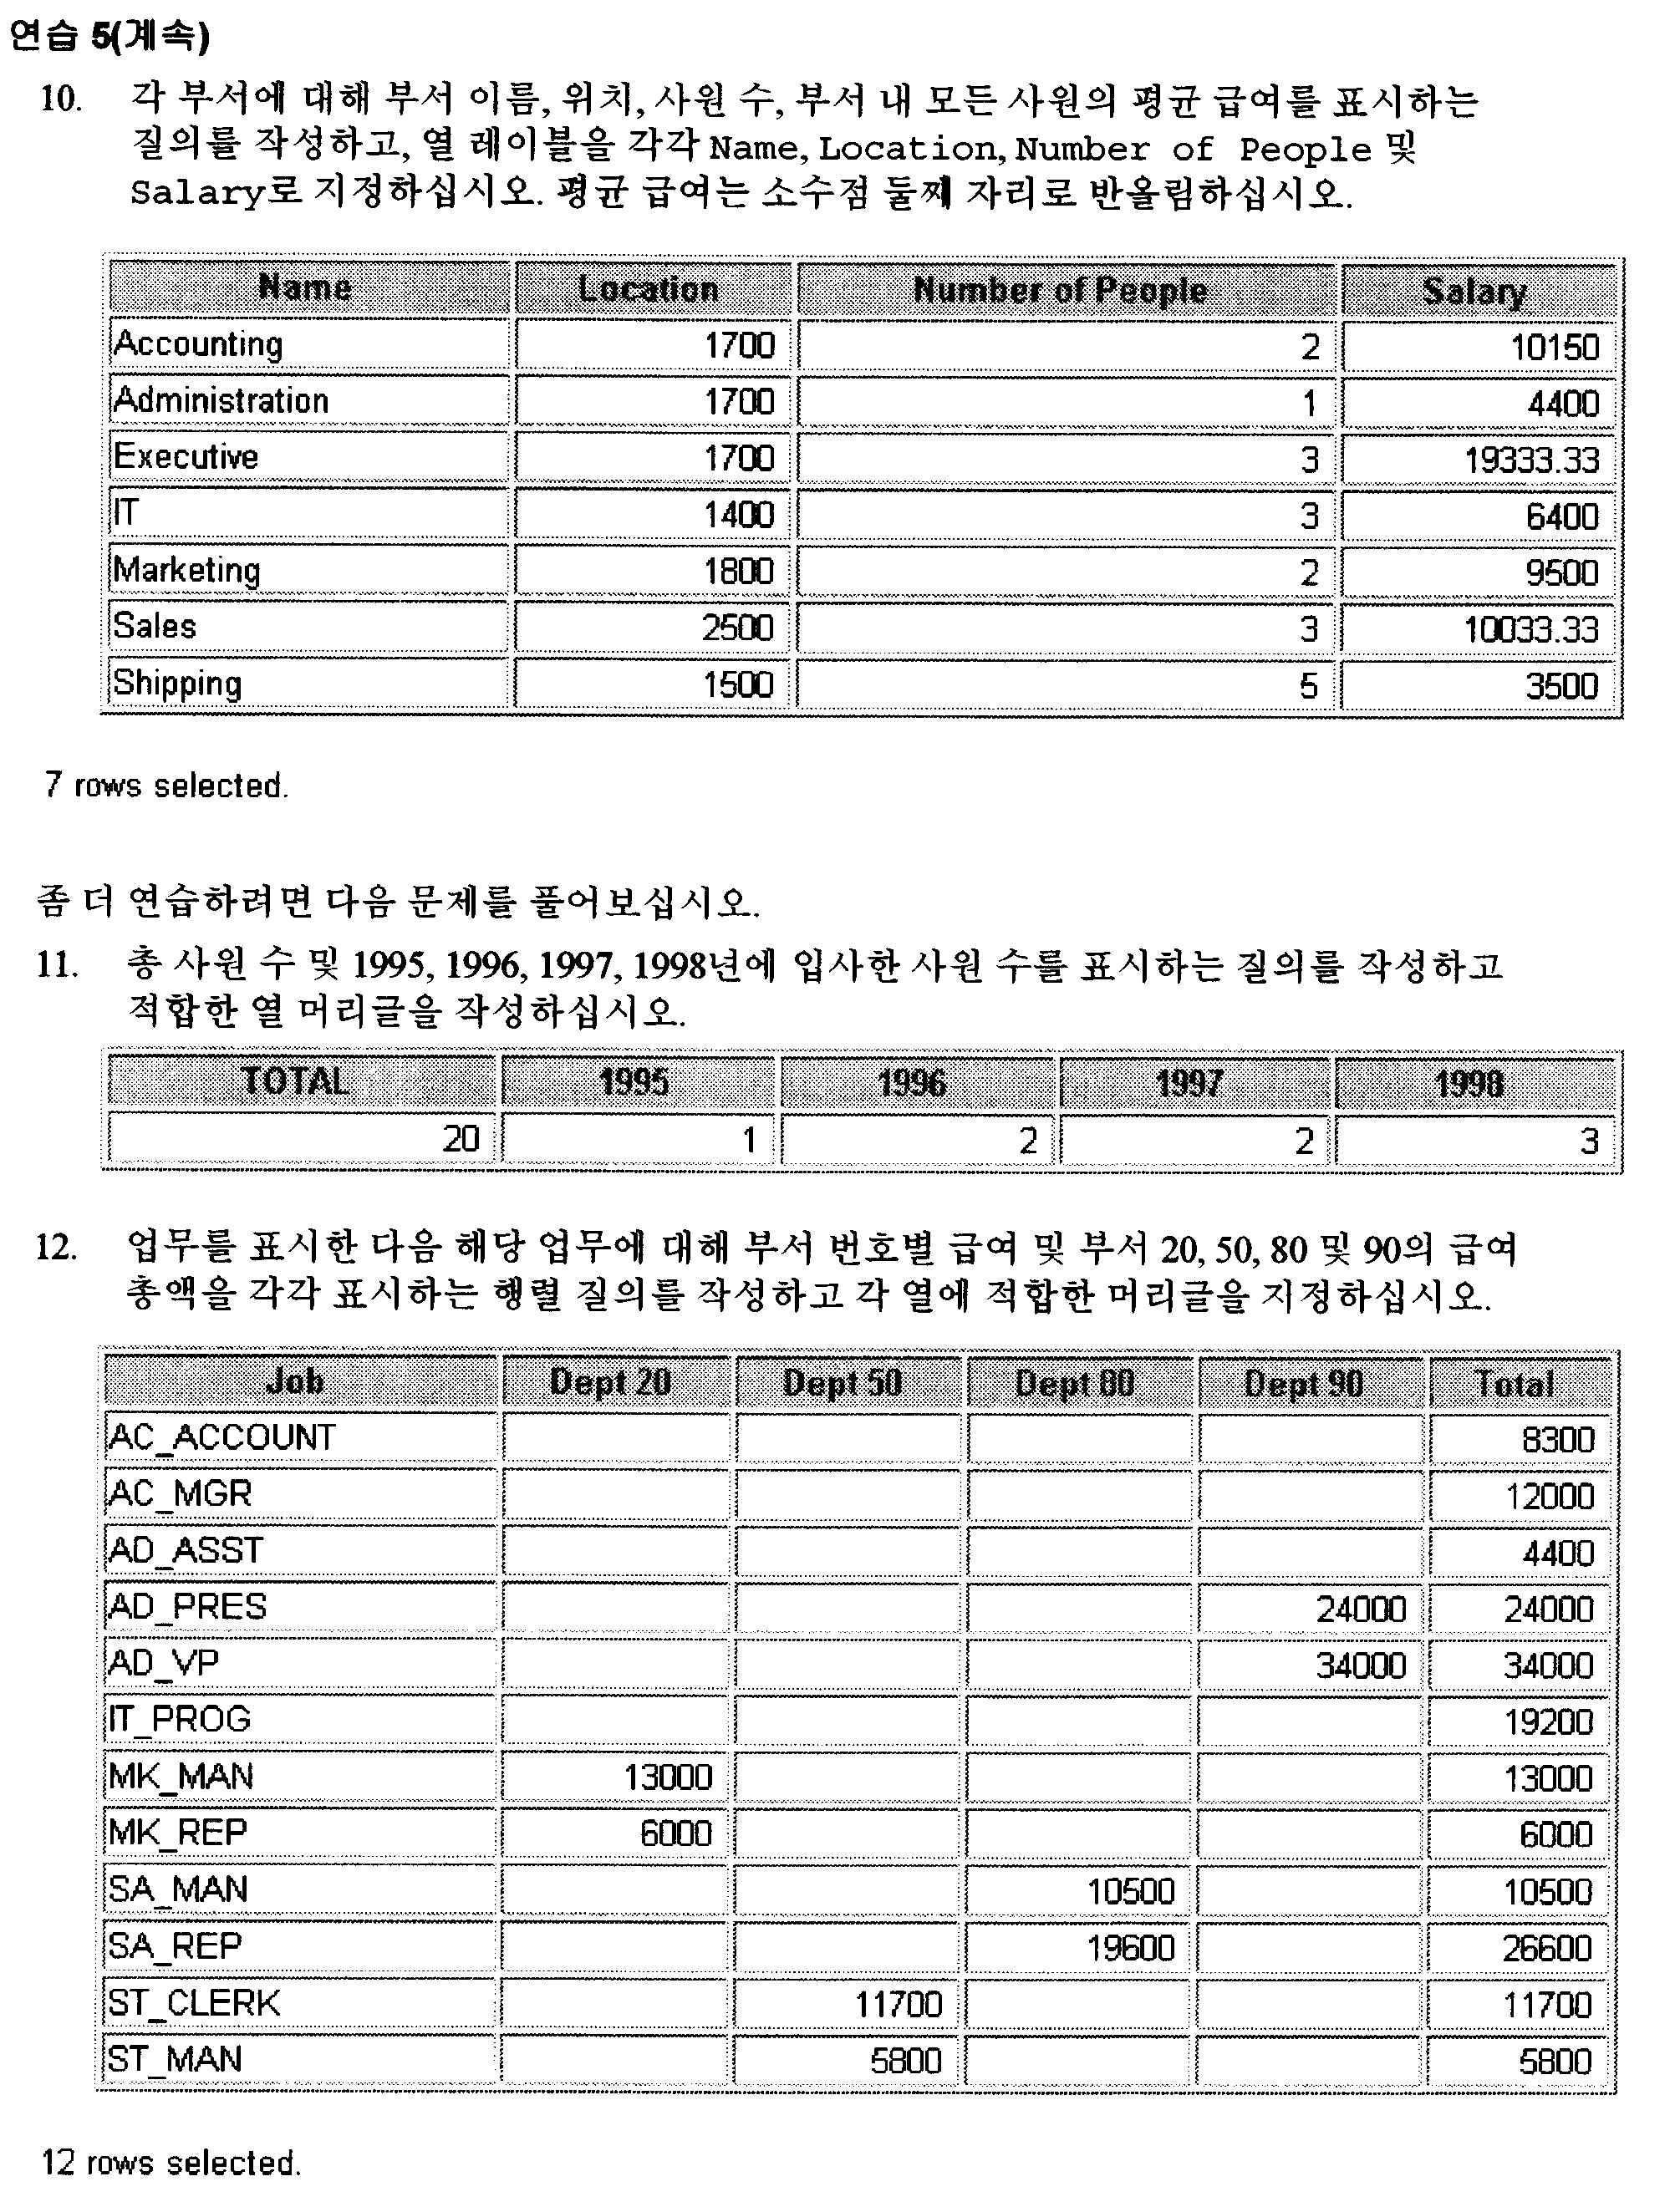 연습 5(계속)
10. 각 부서에 대해 부서 이름, 위치, 사원 수, 부서 내 모든 사원의 평균 급여를 표시하는
질의를 작성하고, 열 레이블을 각각 Name, Location, Number of People 및
Salary로 지정하십시오. 평균 급여는 소수점 둘째 자리로 반올림하십시오.
Name Location Number of People Salary
Accounting 1700 2 10150
Administration 1700 1 4400
Executive 1700 3 19333.33
IT 1400 3 6400
Marketing 1800 2 9500
Sales 2500 3 10033.33
Shipping 1500 5 3500
7 rows selected.
좀 더 연습하려면 다음 문제를 풀어보십시오.
11. 총 사원 수 및 1995, 1996, 1997, 1998년에 입사한 사원 수를 표시하는 질의를 작성하고
적합한 열 머리글을 작성하십시오.
TOTAL 1995 1996 1997 1998
20 1 2 2 3
12. 업무를 표시한 다음 해당 업무에 대해 부서 번호별 급여 및 부서 20, 50, 80 및 90의 급여
총액을 각각 표시하는 행렬 질의를 작성하고 각 열에 적합한 머리글을 지정하십시오.
Job Dept 20 Dept 50 Dept 80 Dept 90 Total
AC_ACCOUNT 8300
AC_MGR 12000
AD_ASST 4400
AD_PRES 24000 24000
AD_VP 34000 34000
IT_PROG 19200
MK_MAN 13000 13000
MK_REP 6000 6000
SA_MAN 10500 10500
SA_REP 19600 26600
ST_CLERK 11700 11700
ST_MAN 5800 5800
12 rows selected.